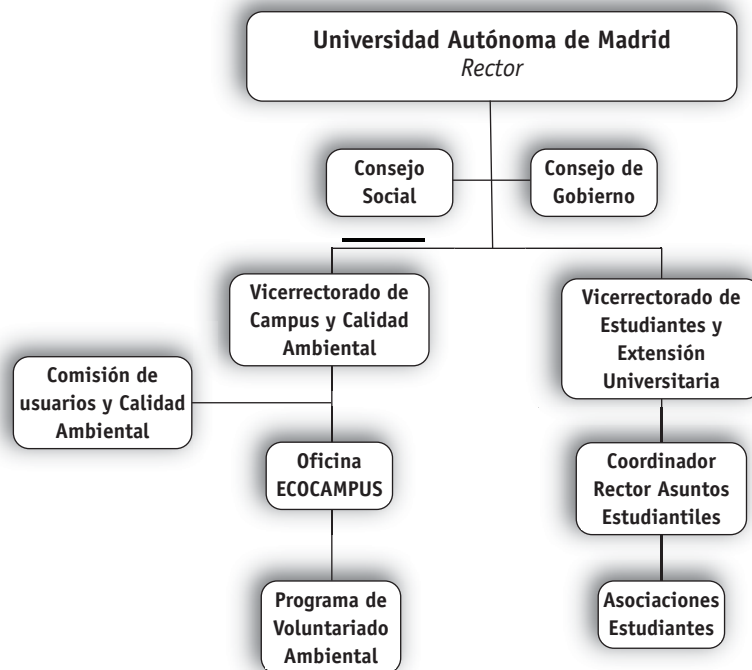 Universidad Autónoma de Madrid
Rector
Consejo
Social
Consejo de
Gobierno
Vicerrectorado de
Campus y Calidad
Ambiental
Vicerrectorado de
Estudiantes y
Extensión
Universitaria
Comisión de
usuarios y Calidad
Ambiental
Oficina
ECOCAMPUS
Coordinador
Rector Asuntos
Estudiantiles
Programa de
Voluntariado
Ambiental
Asociaciones
Estudiantes